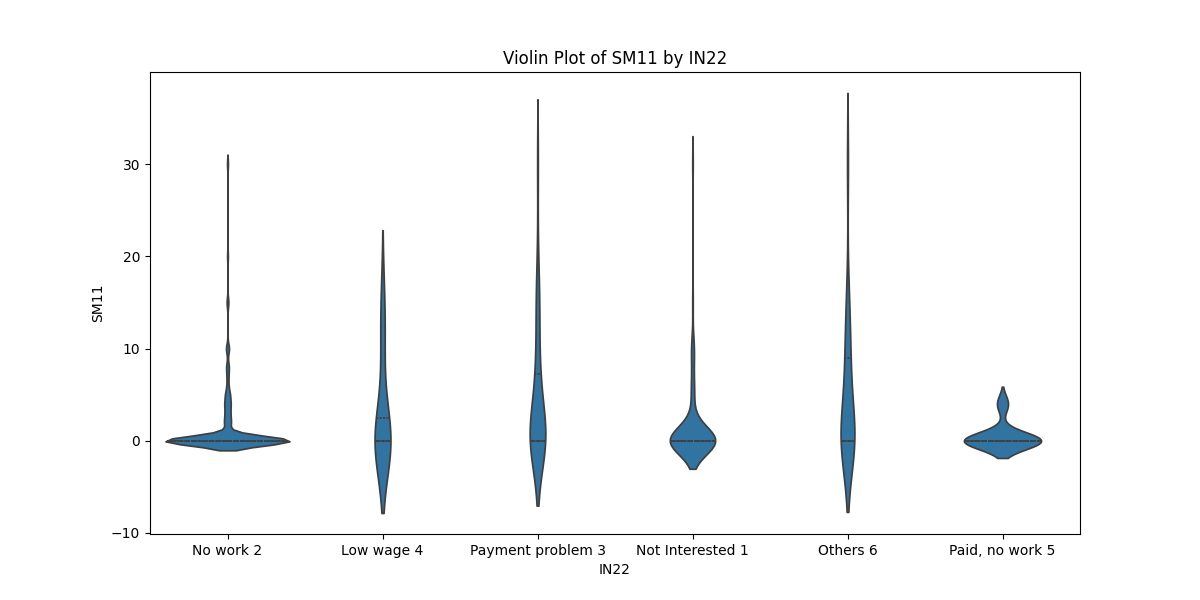 Violin Plot of SM11 by IN22
SM11
30
20
10
0
−10
No work 2
Low wage 4
Payment problem 3
Not Interested 1
Others 6
Paid, no work 5
IN22